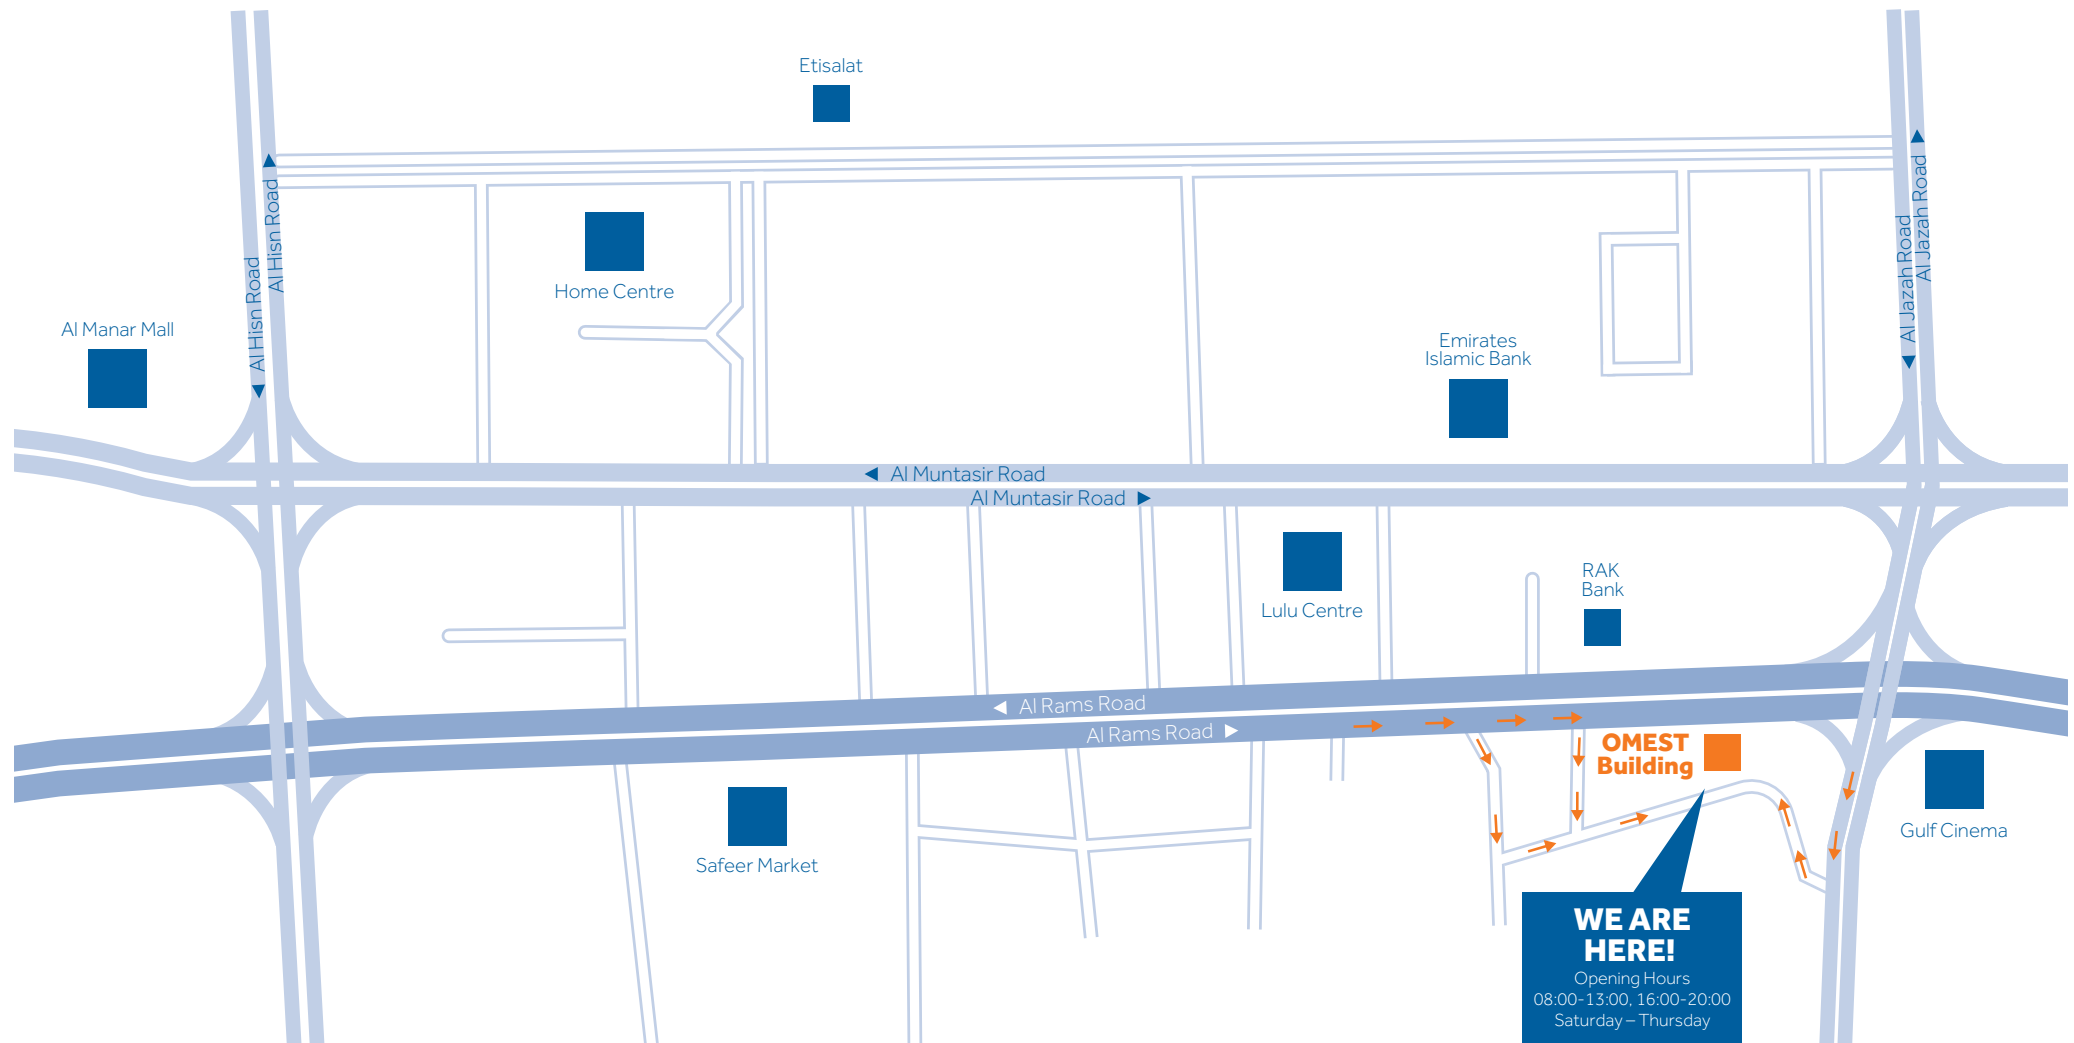 Etisalat
Al Hisn Road
Al Hisn Road
Al Jazah Road
Al Jazah Road
Home Centre
Al Manar Mall
Emirates
Islamic Bank
Al Muntasir Road
Al Muntasir Road
Lulu Centre
RAK
Bank
Al Rams Road
Al Rams Road
OMEST
Building
Safeer Market
Gulf Cinema
WE ARE
HERE!
Opening Hours
08:00-13:00, 16:00-20:00
Saturday – Thursday